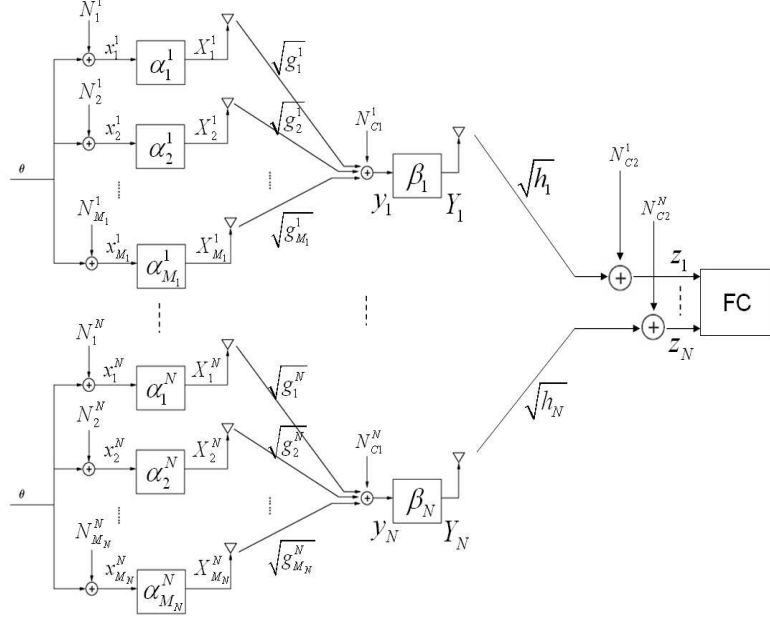 N_1^1
x_1^1
α_1^1
X_1^1
√g_1^1
N_2^1
x_2^1
α_2^1
X_2^1
√g_2^1
N_{C1}^1
β_1
y_1
Y_1
√h_1
θ
N_{M_1}^1
x_{M_1}^1
α_{M_1}^1
X_{M_1}^1
√g_{M_1}^1
N_{C2}^1
N_{C2}^N
z_1
z_N
FC
N_1^N
x_1^N
α_1^N
X_1^N
√g_1^N
N_2^N
x_2^N
α_2^N
X_2^N
√g_2^N
N_{C1}^N
β_N
y_N
Y_N
√h_N
θ
N_{M_N}^N
x_{M_N}^N
α_{M_N}^N
X_{M_N}^N
√g_{M_N}^N